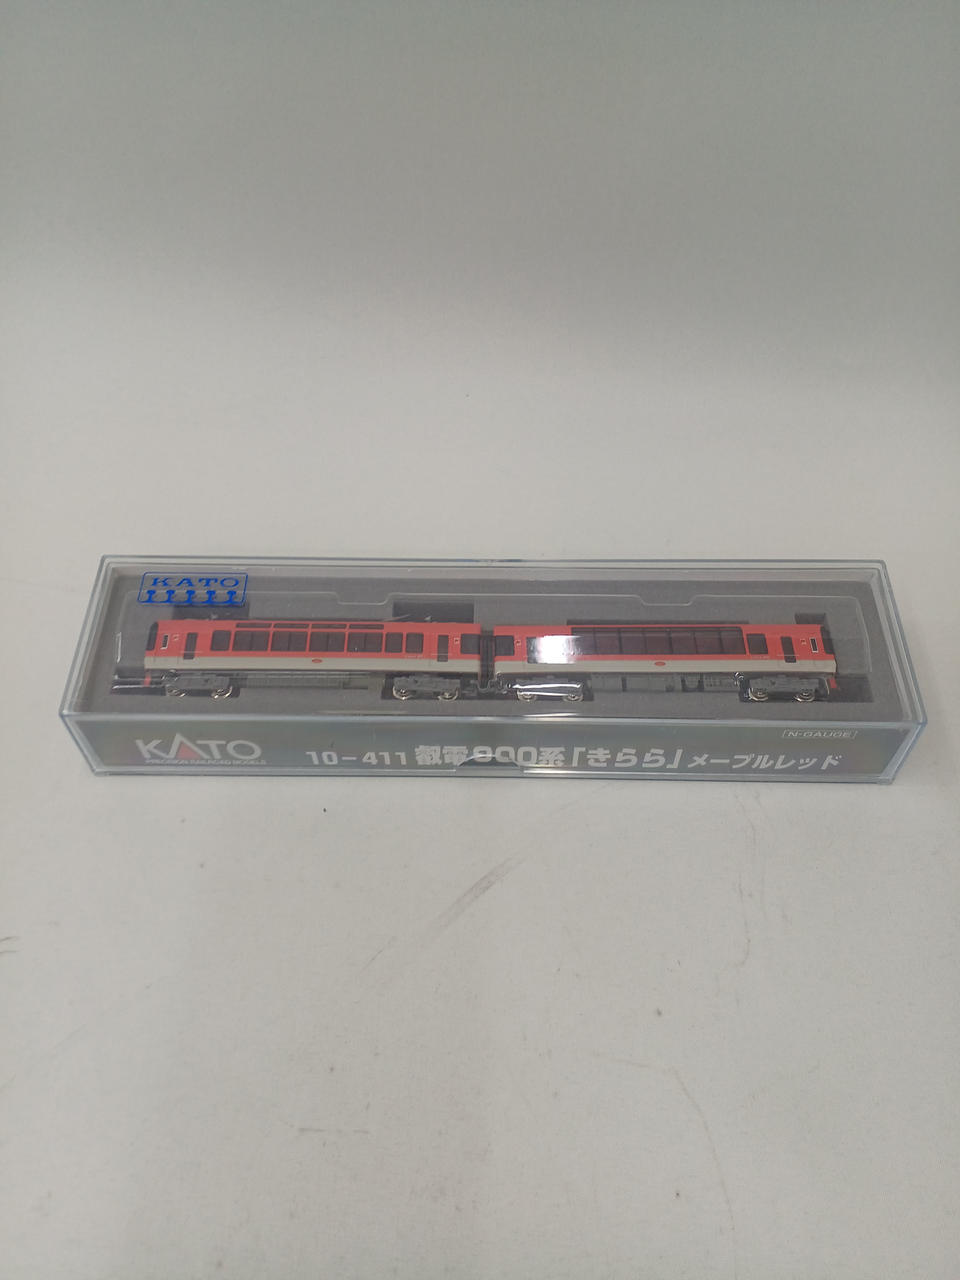 KATO
[N-GAUGE]
KATO
PRECISION RAILROAD MODELS
10-411 叡電900系「きらら」メープルレッド